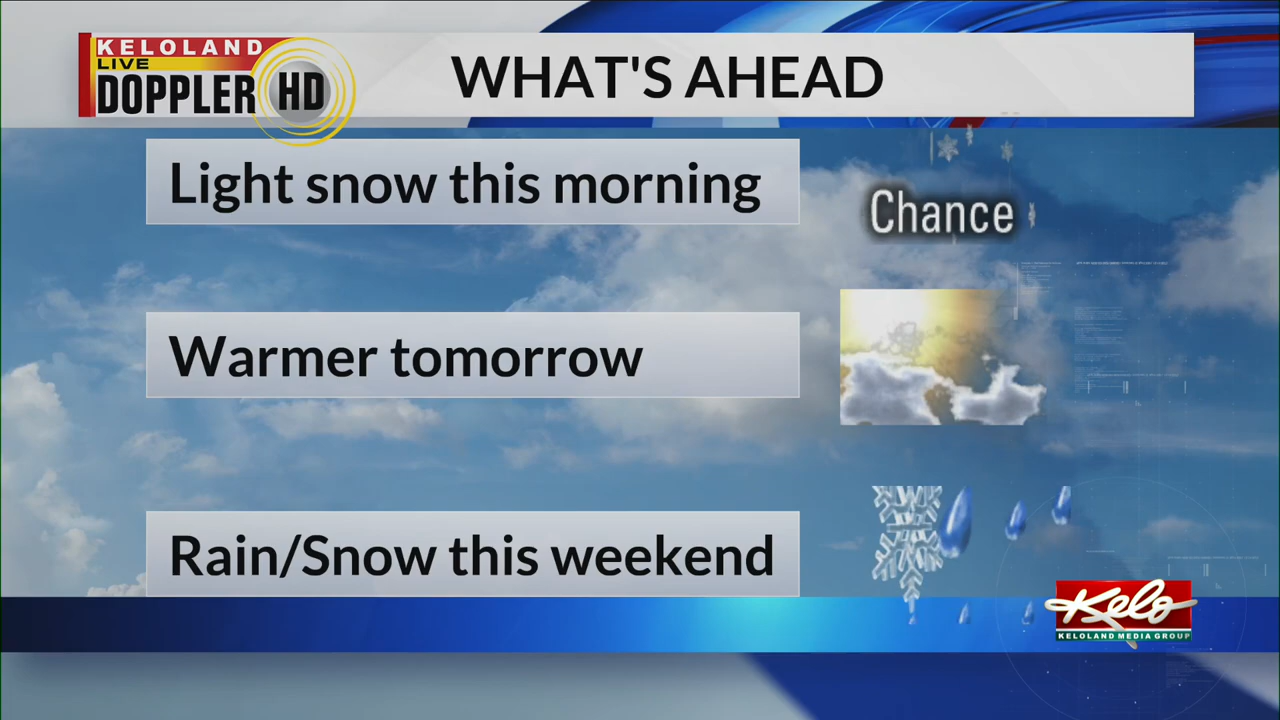 KELOLAND
LIVE
DOPPLER HD
WHAT'S AHEAD
Light snow this morning
Chance
Warmer tomorrow
Rain/Snow this weekend
Kelo
KELOLAND MEDIA GROUP